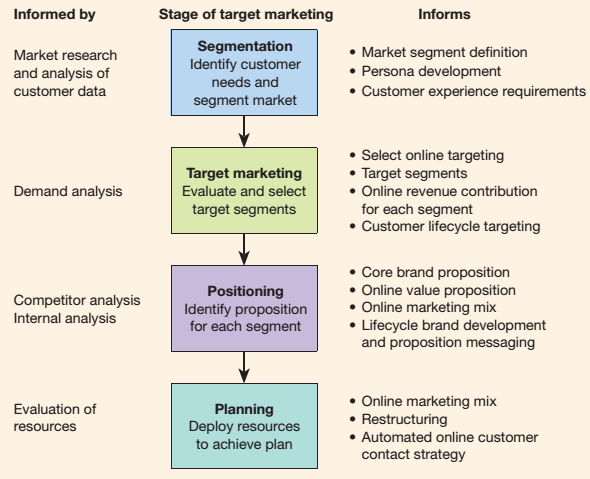 Informed by
Stage of target marketing
Informs
Market research
and analysis of
customer data
Segmentation
Identify customer
needs and
segment market
• Market segment definition
• Persona development
• Customer experience requirements
Demand analysis
Target marketing
Evaluate and select
target segments
• Select online targeting
• Target segments
• Online revenue contribution
for each segment
• Customer lifecycle targeting
Competitor analysis
Internal analysis
Positioning
Identify proposition
for each segment
• Core brand proposition
• Online value proposition
• Online marketing mix
• Lifecycle brand development
and proposition messaging
Evaluation of
resources
Planning
Deploy resources
to achieve plan
• Online marketing mix
• Restructuring
• Automated online customer
contact strategy